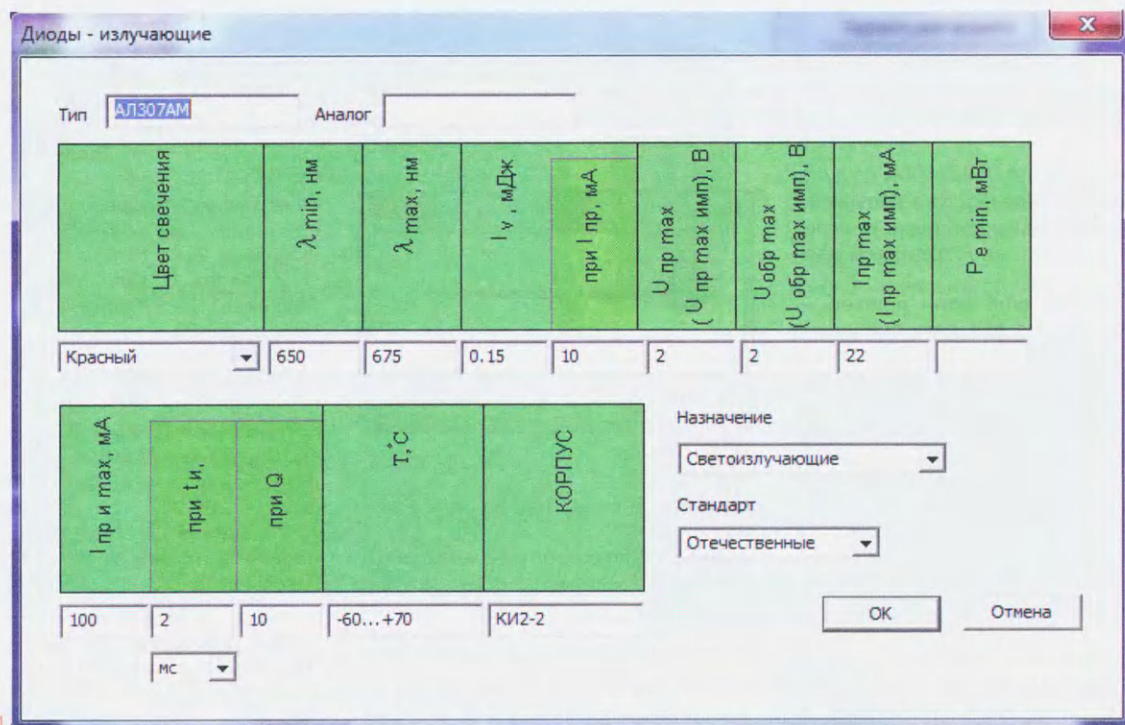 Диоды - излучающие
Тип АЛ307АМ Аналог
Цвет свечения
λ min, нм
λ max, нм
I v , мДж
при I пр, мА
U пр max
(U пр max имп), В
U обр max
(U обр max имп), В
I пр max
(I пр max имп), мА
P e min, мВт
Красный 650 675 0.15 10 2 2 22
I пр и max, мА
при t и,
при Q
T,°C
КОРПУС
Назначение
Светоизлучающие
Стандарт
Отечественные
100 2 10 -60...+70 КИ2-2
OK Отмена
мс